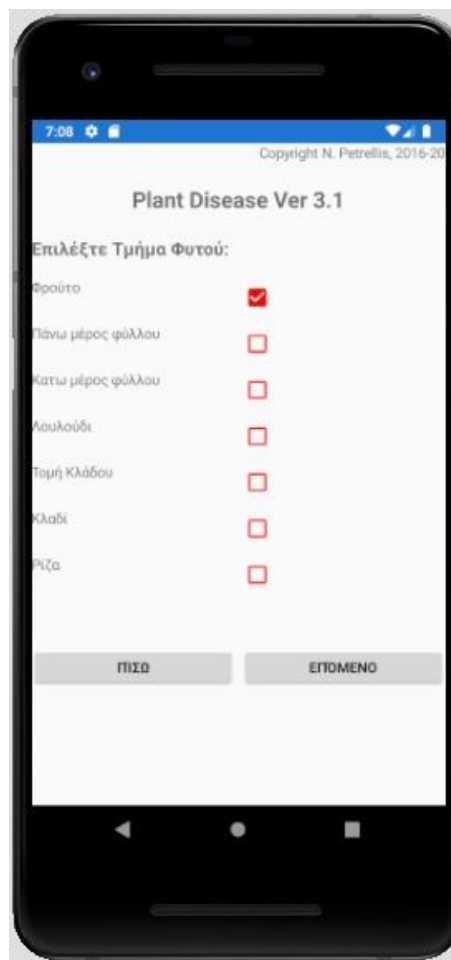 7:08
Copyright N. Petrellis, 2016-20
Plant Disease Ver 3.1
Επιλέξτε Τμήμα Φυτού:
Φρούτο
Πάνω μέρος φύλλου
Κατω μέρος φύλλου
Λουλούδι
Τομή Κλάδου
Κλαδί
Ρίζα
ΠΙΣΩ ΕΠΌΜΕΝΟ